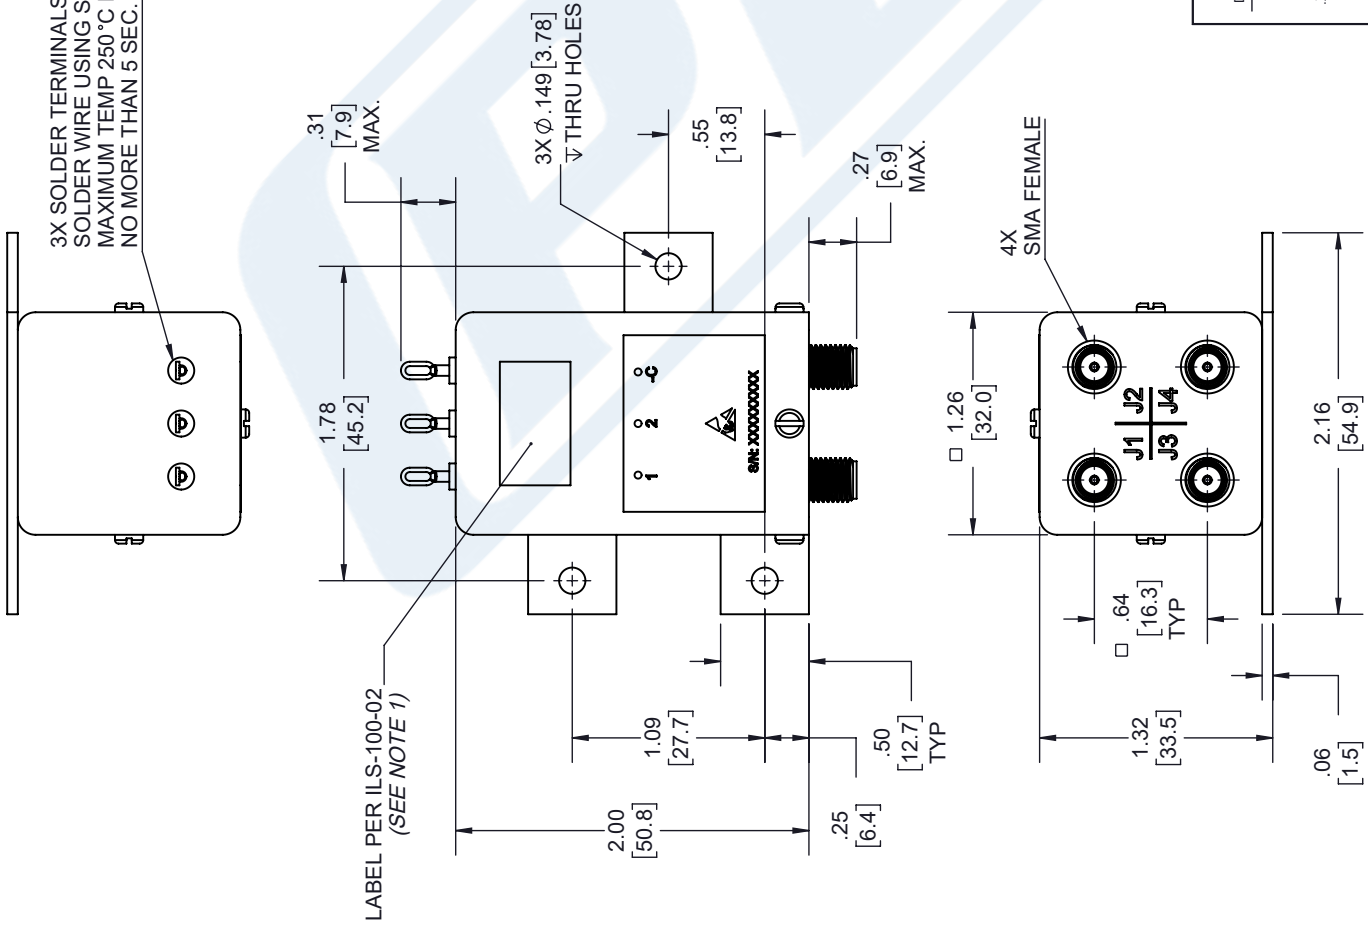 3X SOLDER TERMINALS
SOLDER WIRE USING
MAXIMUM TEMP 250°C
NO MORE THAN 5 SEC.
.31
[7.9]
MAX.
1.78
[45.2]
3X Ø .149 [3.78]
THRU HOLES
.55
[13.8]
.27
[6.9]
MAX.
LABEL PER ILS-100-02
(SEE NOTE 1)
1 2 -C
S/N: XXXXXXXXXX
2.00
[50.8]
1.09
[27.7]
.25
[6.4]
.50
[12.7]
TYP
4X
SMA FEMALE
□ 1.26
[32.0]
J1 J2
J3 J4
□ .64
[16.3]
TYP
1.32
[33.5]
.06
[1.5]
2.16
[54.9]